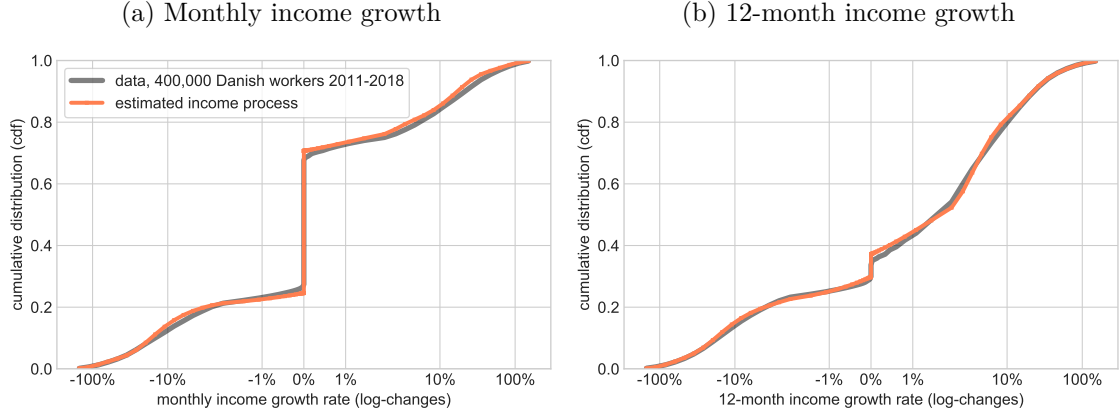 (a) Monthly income growth
(b) 12-month income growth
1.0
0.8
0.6
0.4
0.2
0.0
cumulative distribution (cdf)
data, 400,000 Danish workers 2011-2018
estimated income process
-100% -10% -1% 0% 1% 10% 100%
monthly income growth rate (log-changes)
1.0
0.8
0.6
0.4
0.2
0.0
cumulative distribution (cdf)
-100% -10% -1% 0% 1% 10% 100%
12-month income growth rate (log-changes)